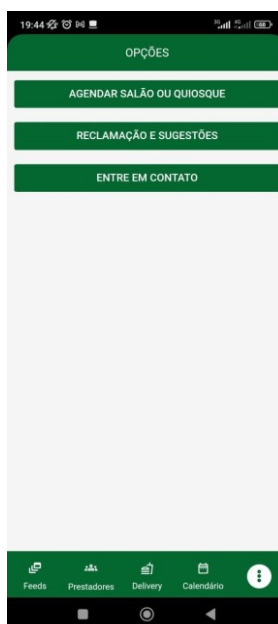 19:44
OPÇÕES
AGENDAR SALÃO OU QUIOSQUE
RECLAMAÇÃO E SUGESTÕES
ENTRE EM CONTATO
Feeds Prestadores Delivery Calendário